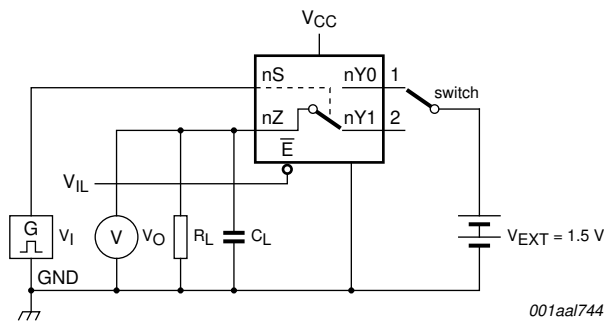 VCC
nS nY0 1
switch
nZ nY1 2
E
VIL
G VI
V VO RL CL
VEXT = 1.5 V
GND
001aal744